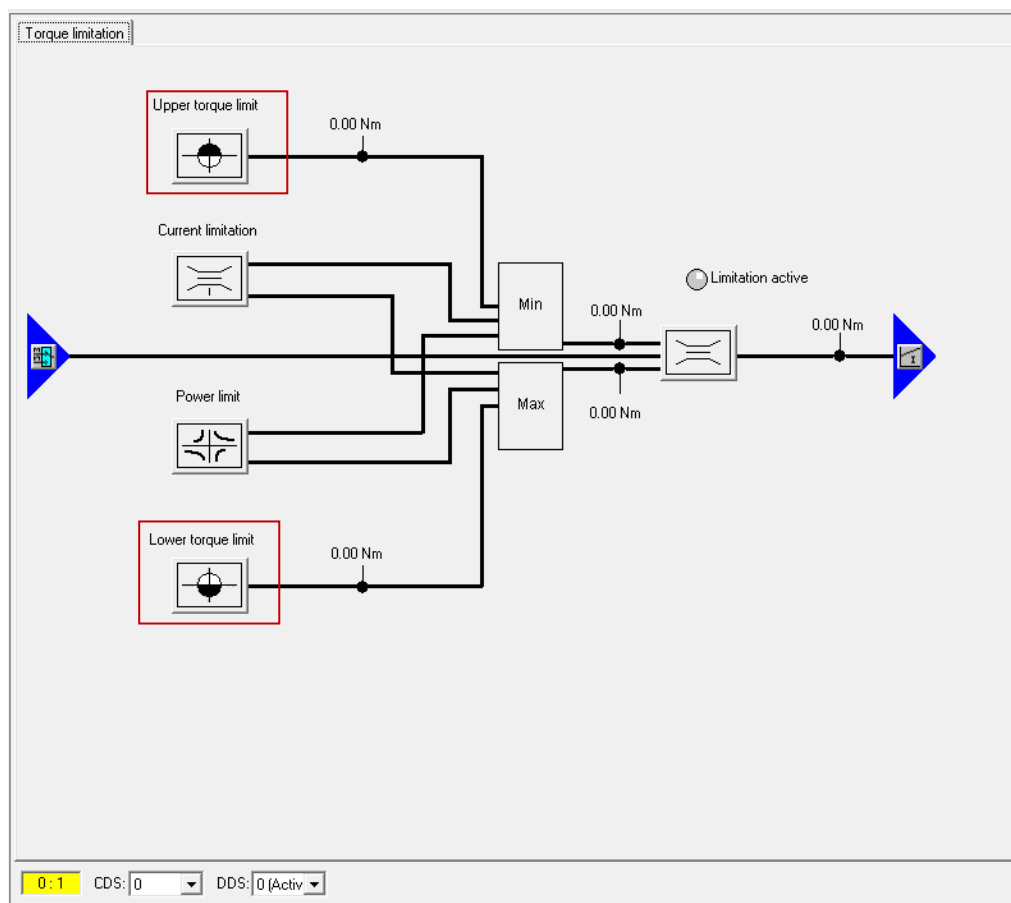 Torque limitation
Upper torque limit
0.00 Nm
Current limitation
Limitation active
Min
0.00 Nm
0.00 Nm
Power limit
Max
0.00 Nm
Lower torque limit
0.00 Nm
0 : 1 CDS: 0 DDS: 0 (Activ